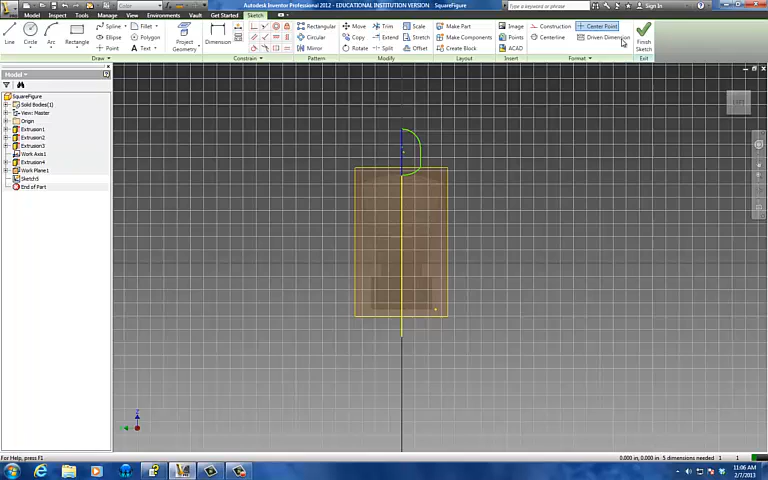 Color
Autodesk Inventor Professional 2012 - EDUCATIONAL INSTITUTION VERSION   SquareFigure
Type a keyword or phrase
Sign In
Model Inspect Tools Manage View Environments Vault Get Started Sketch
Line Circle Arc Rectangle
Spline Fillet
Ellipse Polygon
Point Text
Project Geometry
Dimension
Rectangular
Circular
Mirror
Move Trim Scale
Copy Extend Stretch
Rotate Split Offset
Make Part
Make Components
Create Block
Image
Points
ACAD
Construction Center Point
Centerline Driven Dimension
Finish Sketch
Draw Constrain Pattern Modify Layout Insert Format Exit
Model
SquareFigure
Solid Bodies(1)
View: Master
Origin
Extrusion1
Extrusion2
Extrusion3
Work Axis1
Extrusion4
Work Plane1
Sketch5
End of Part
LEFT
Z
For Help, press F1
0.000 in, 0.000 in 5 dimensions needed 1 1
11:06 AM
2/7/2013